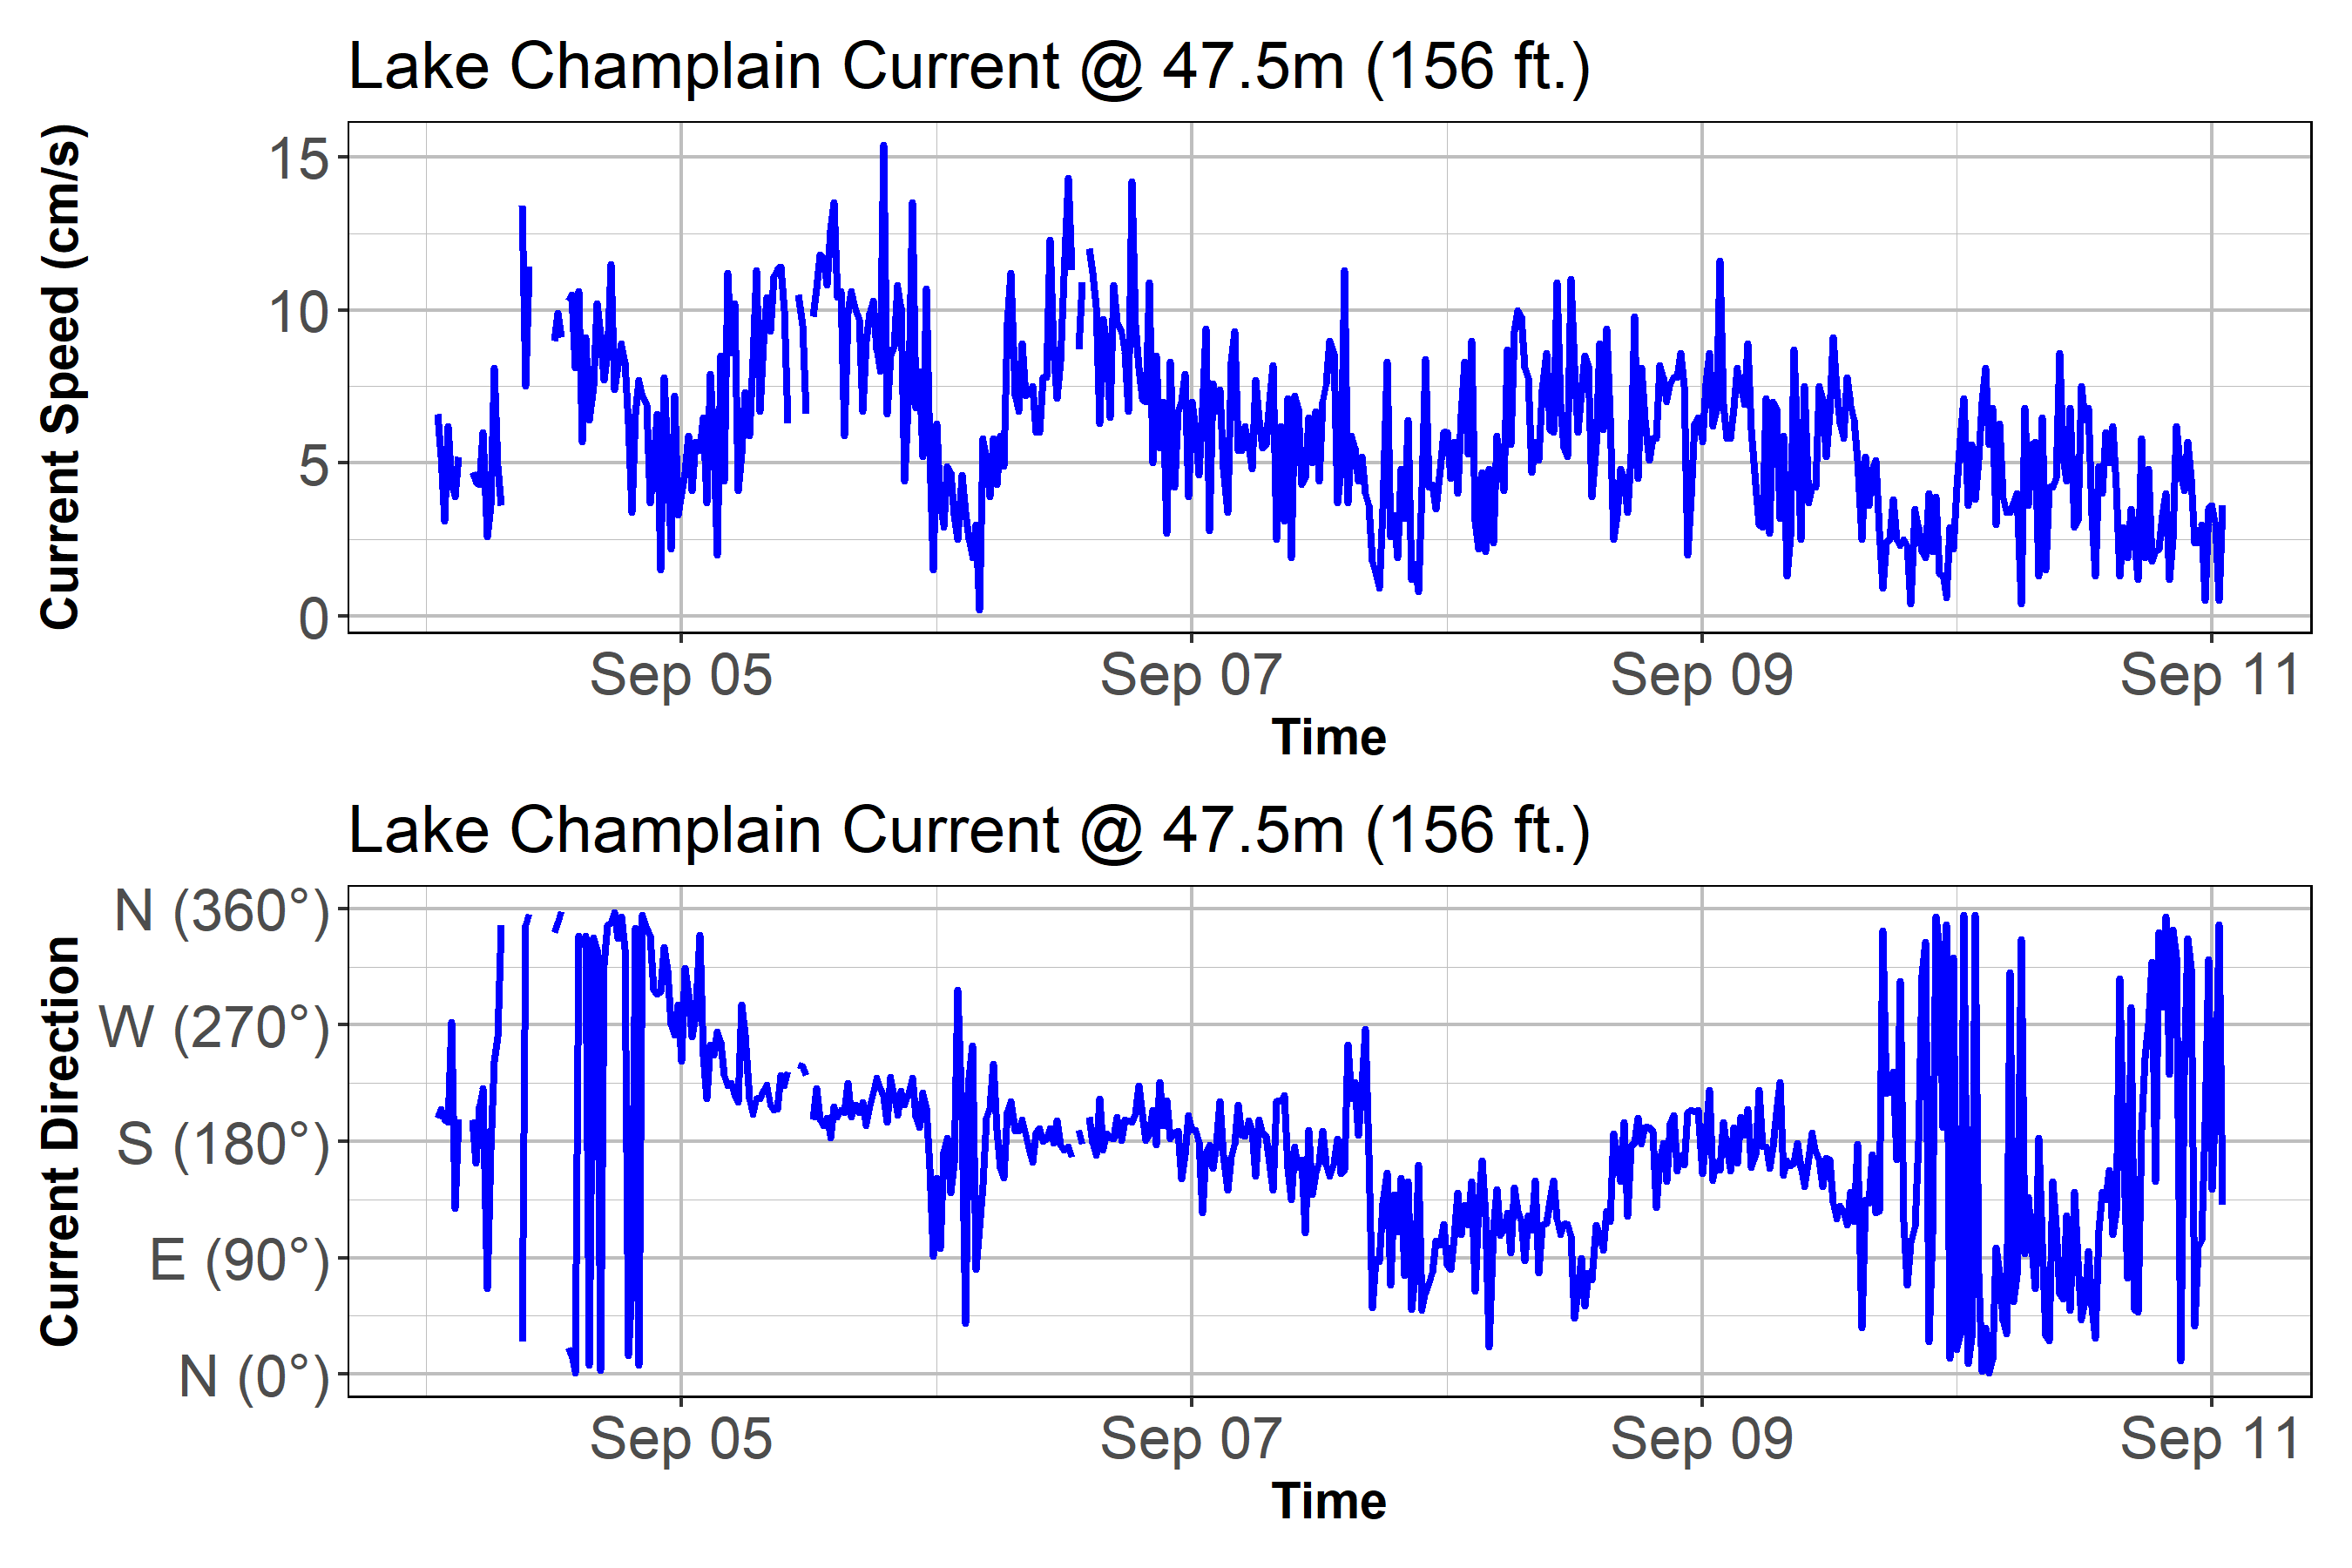 Lake Champlain Current @ 47.5m (156 ft.)
Current Speed (cm/s)
15
10
5
0
Sep 05 Sep 07 Sep 09 Sep 11
Time
Lake Champlain Current @ 47.5m (156 ft.)
Current Direction
N (360°)
W (270°)
S (180°)
E (90°)
N (0°)
Sep 05 Sep 07 Sep 09 Sep 11
Time